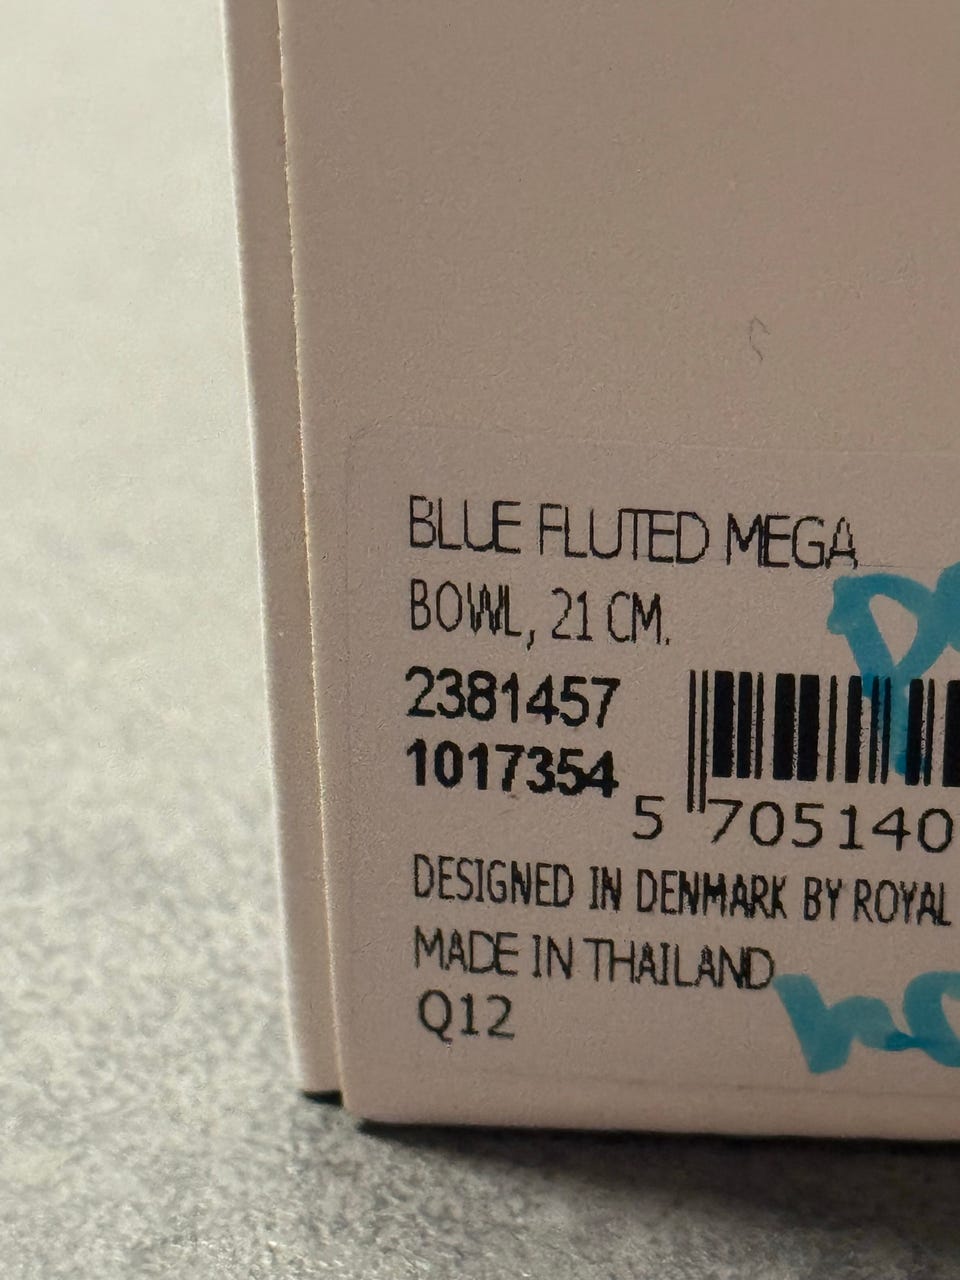 BLUE FLUTED MEGA
BOWL, 21 CM.
2381457
1017354
5 705140
DESIGNED IN DENMARK BY ROYAL
MADE IN THAILAND
Q12